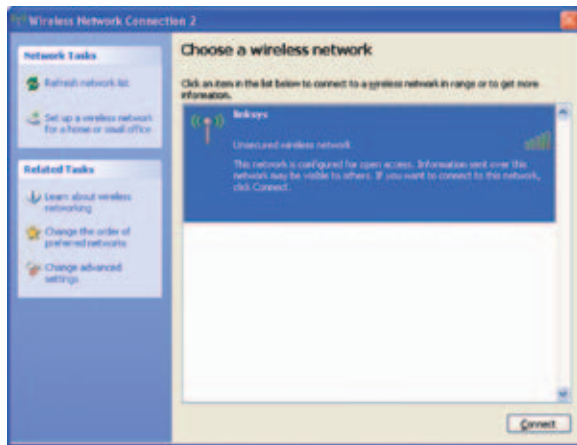 Wireless Network Connection 2
Network Tasks
Refresh network list
Set up a wireless network
for a home or small office
Related Tasks
Learn about wireless
networking
Change the order of
preferred networks
Change advanced
settings
Choose a wireless network
Click an item in the list below to connect to a wireless network in range or to get more
information.
linksys
Unsecured wireless network
This network is configured for open access. Information sent over this
network may be visible to others. If you want to connect to this network,
click Connect.
Connect